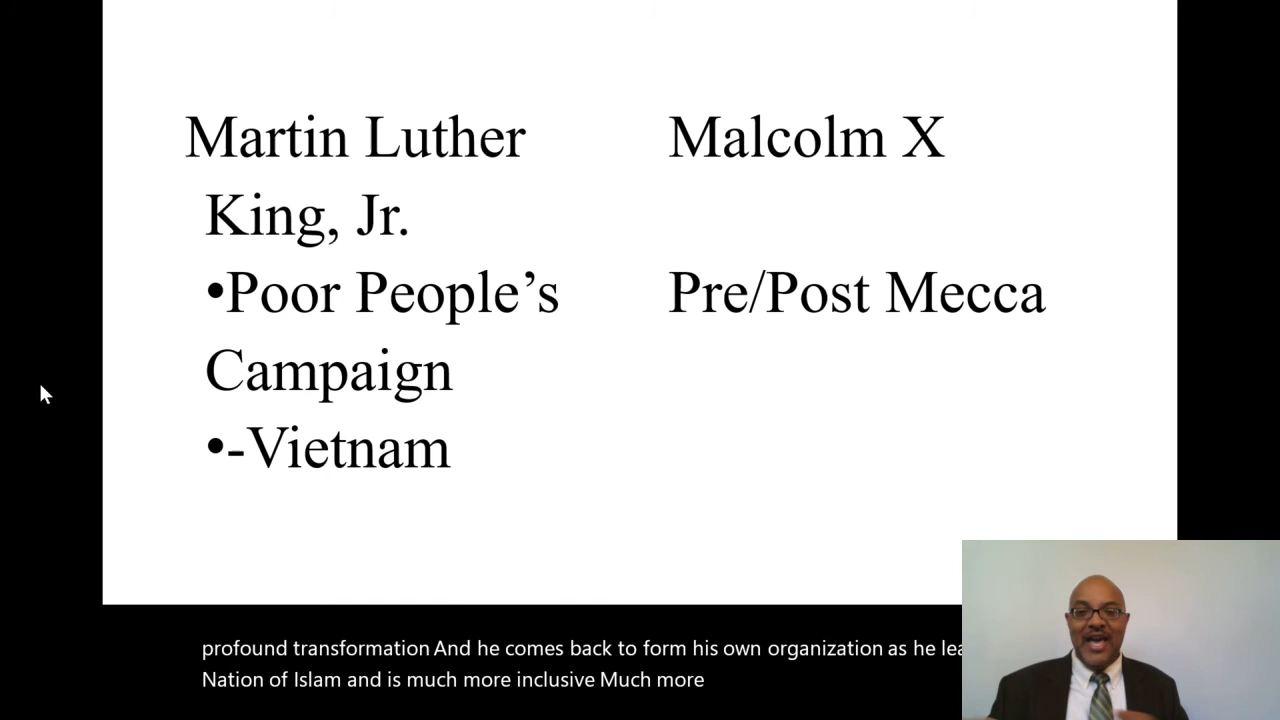 Martin Luther
King, Jr.
•Poor People’s
Campaign
•-Vietnam
Malcolm X
Pre/Post Mecca
profound transformation And he comes back to form his own organization as he
Nation of Islam and is much more inclusive Much more